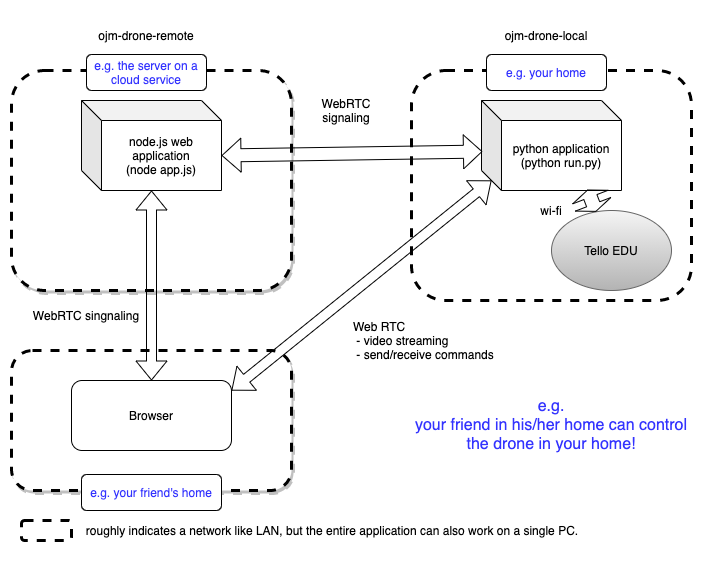 ojm-drone-remote
ojm-drone-local
e.g. the server on a
cloud service
e.g. your home
WebRTC
signaling
node.js web
application
(node app.js)
python application
(python run.py)
wi-fi
Tello EDU
WebRTC singnaling
Web RTC
- video streaming
- send/receive commands
Browser
e.g.
your friend in his/her home can control
the drone in your home!
e.g. your friend's home
roughly indicates a network like LAN, but the entire application can also work on a single PC.